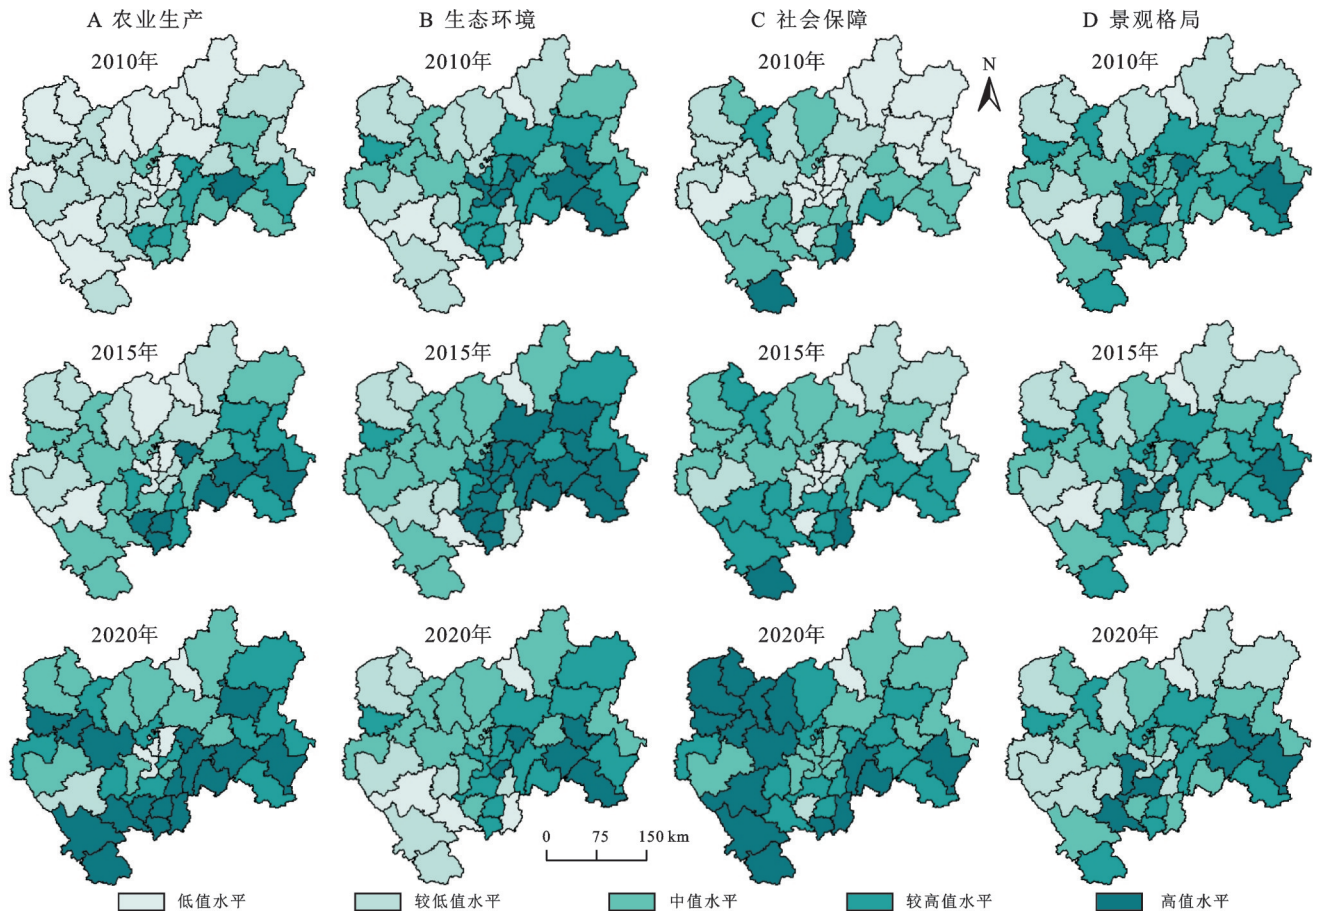 A 农业生产
B 生态环境
C 社会保障
D 景观格局
2010年
2010年
2010年
N
2010年
2015年
2015年
2015年
2015年
2020年
2020年
2020年
2020年
0 75 150 km
低值水平
较低值水平
中值水平
较高值水平
高值水平